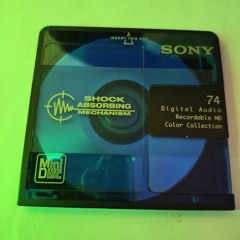 INSERT THIS END
SONY
SHOCK
ABSORBING
MECHANISM
74
Digital Audio
Recordable MD
Color Collection